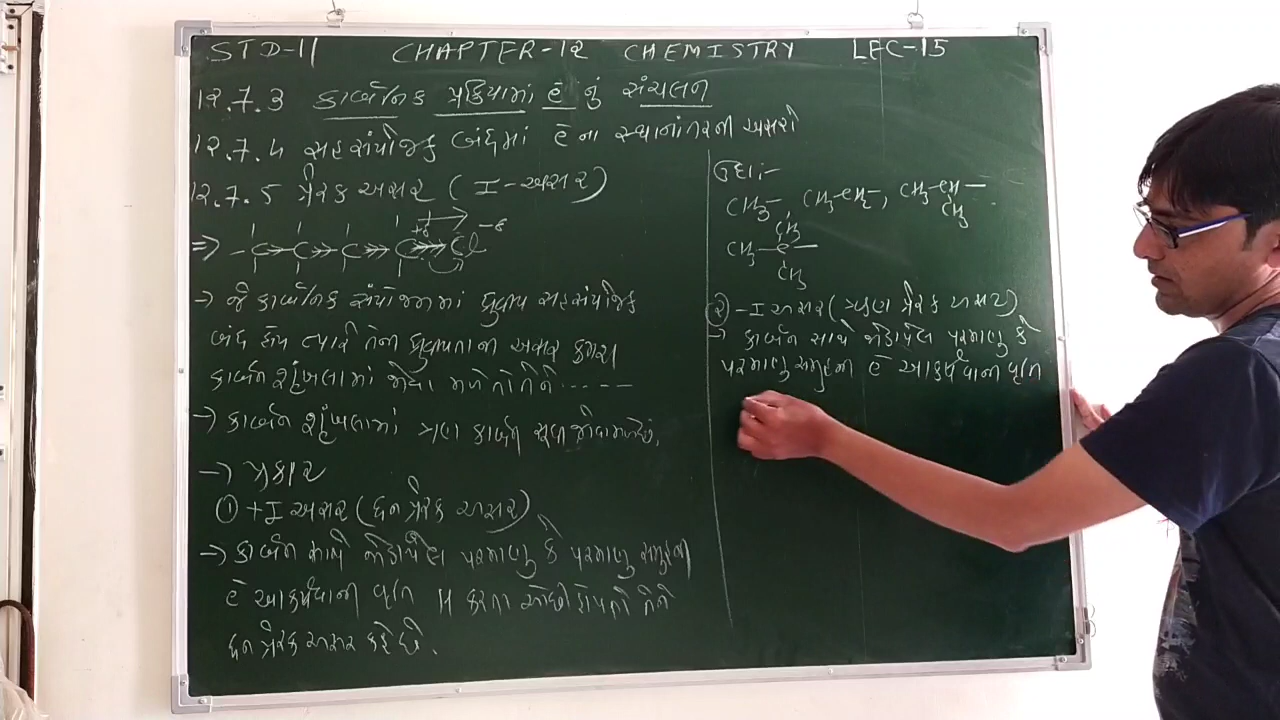 STD-11 CHAPTER-12 CHEMISTRY LEC-15
12.7.3 કાર્બનિક પ્રક્રિયામાં ē નું સંચલન
12.7.4 સહસંયોજક બંધમાં ē ના સ્થાનાંતરની અસરો
12.7.5 પ્રેરક અસર ( I-અસર )
⇒ -C→C→C→C→Cl +δ -δ
→ જે કાર્બનિક સંયોજનમાં ધ્રુવીય સહસંયોજક
બંધ હોય ત્યારે તેની ધ્રુવીયતાની અસર ક્રમશઃ
કાર્બન શૃંખલામાં જોવા મળે તો તેને ------
→ કાર્બન શૃંખલામાં ત્રણ કાર્બન સુધી જોવા મળે છે.
→ પ્રકાર
① +I અસર (ધન પ્રેરક અસર)
→ કાર્બન સાથે જોડાયેલ પરમાણુ કે પરમાણુ સમુહની
ē આકર્ષવાની વૃત્તિ H કરતા ઓછી હોય તો તેને
ધન પ્રેરક અસર કહે છે.
ઉદા:-
CH3-, CH3-CH2-, CH3-CH-
CH3
CH3
CH3-C-
CH3
② -I અસર (ઋણ પ્રેરક અસર)
→ કાર્બન સાથે જોડાયેલ પરમાણુ કે
પરમાણુ સમુહની ē આકર્ષવાની વૃત્તિ